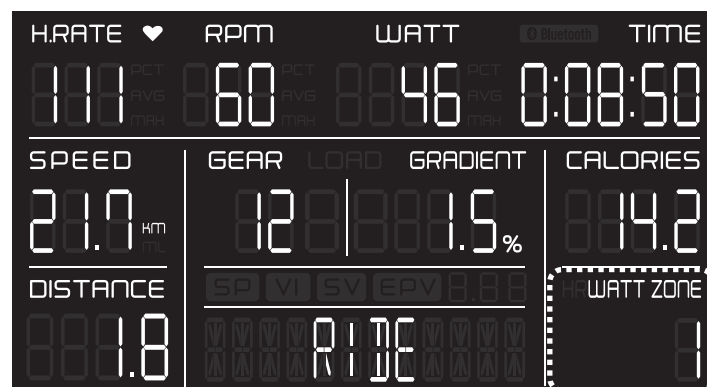 H.RATE ♥ RPM WATT Bluetooth TIME
111 PCT AVG MAX 60 PCT AVG MAX 46 PCT AVG MAX 0:08:50
SPEED GEAR LOAD GRADIENT CALORIES
21.7 KM ML 12 1.5% 14.2
DISTANCE SP VI SV EPV 8.88 HR WATT ZONE
1.8 RIDE 1